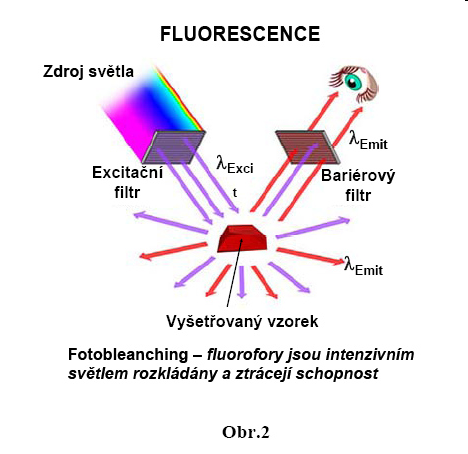 FLUORESCENCE
Zdroj světla
λEmit
λExci
t
Excitační
filtr
Bariérový
filtr
λEmit
Vyšetřovaný vzorek
Fotobleanching – fluorofory jsou intenzivním
světlem rozkládány a ztrácejí schopnost
Obr.2